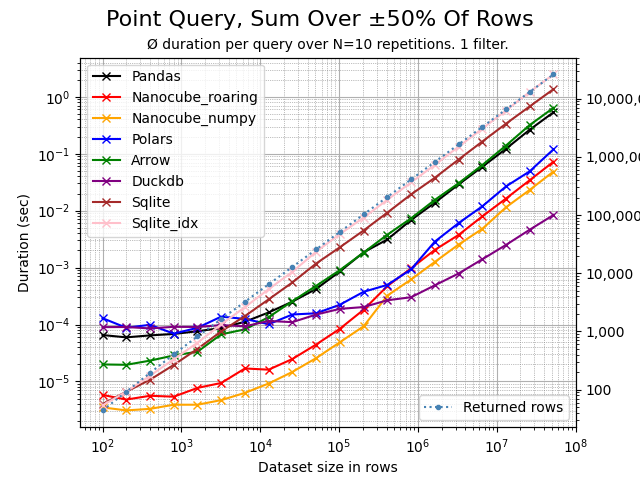 Point Query, Sum Over ±50% Of Rows
Ø duration per query over N=10 repetitions. 1 filter.
Pandas
Nanocube_roaring
Nanocube_numpy
Polars
Arrow
Duckdb
Sqlite
Sqlite_idx
Returned rows
Duration (sec)
10⁰
10⁻¹
10⁻²
10⁻³
10⁻⁴
10⁻⁵
10,000,0
1,000,00
100,000
10,000
1,000
100
10² 10³ 10⁴ 10⁵ 10⁶ 10⁷ 10⁸
Dataset size in rows